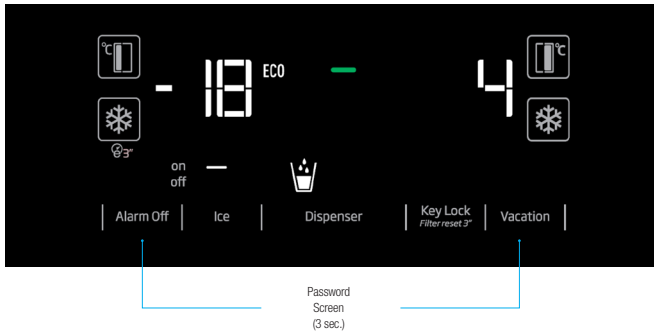 °C
°C
-18 ECO
4
3”
on
off
Alarm Off
Ice
Dispenser
Key Lock
Filter reset 3”
Vacation
Password
Screen
(3 sec.)